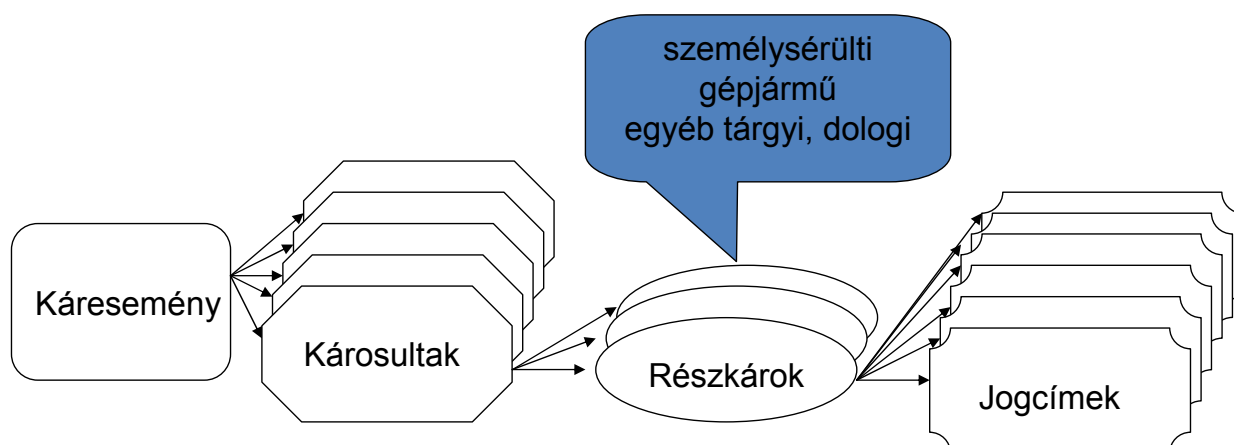 személysérülti
gépjármű
egyéb tárgyi, dologi
Káresemény
Károsultak
Részkárok
Jogcímek